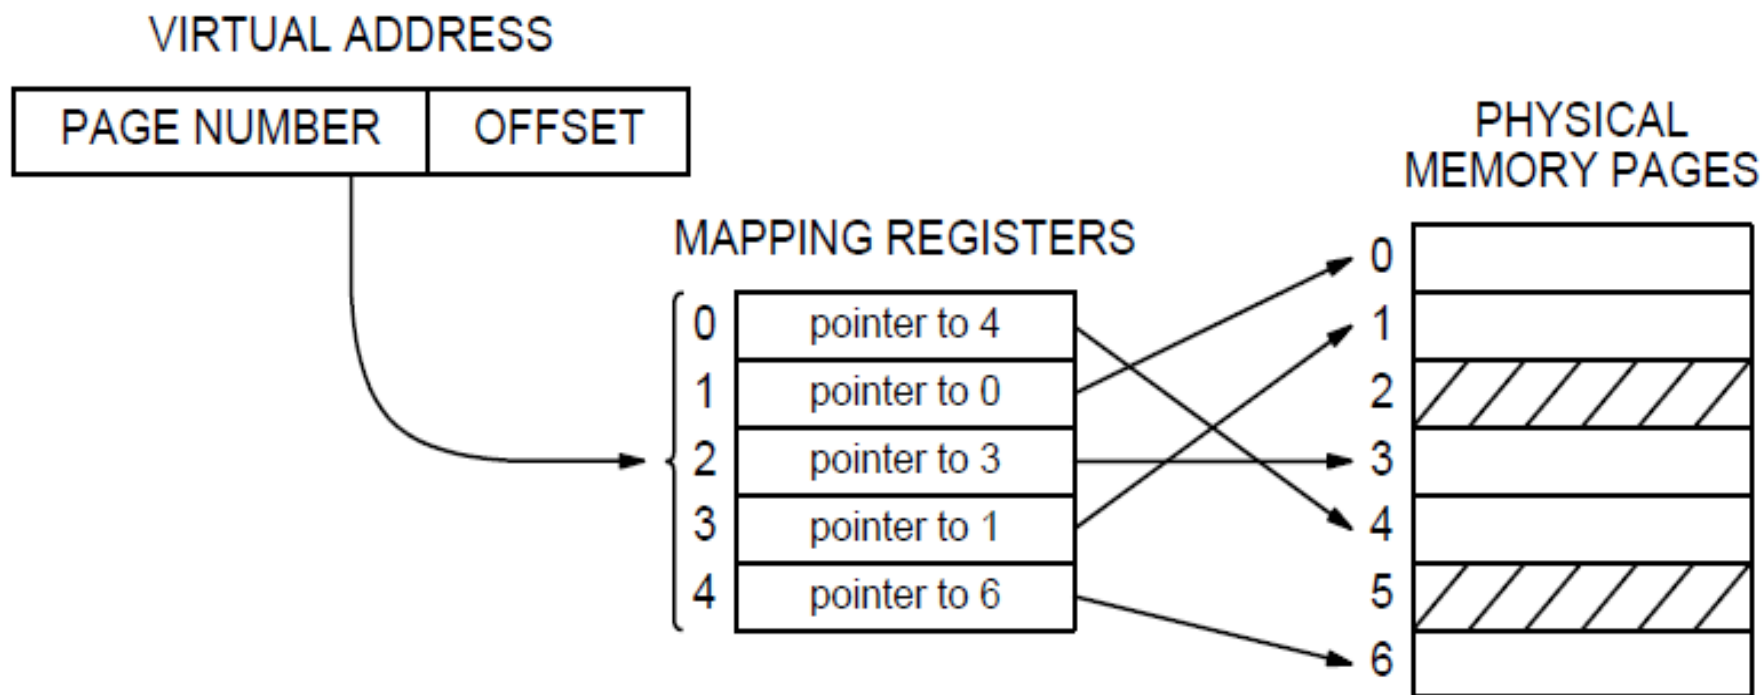 VIRTUAL ADDRESS
PAGE NUMBER OFFSET
PHYSICAL
MEMORY PAGES
MAPPING REGISTERS
0 pointer to 4
1 pointer to 0
2 pointer to 3
3 pointer to 1
4 pointer to 6
0
1
2
3
4
5
6